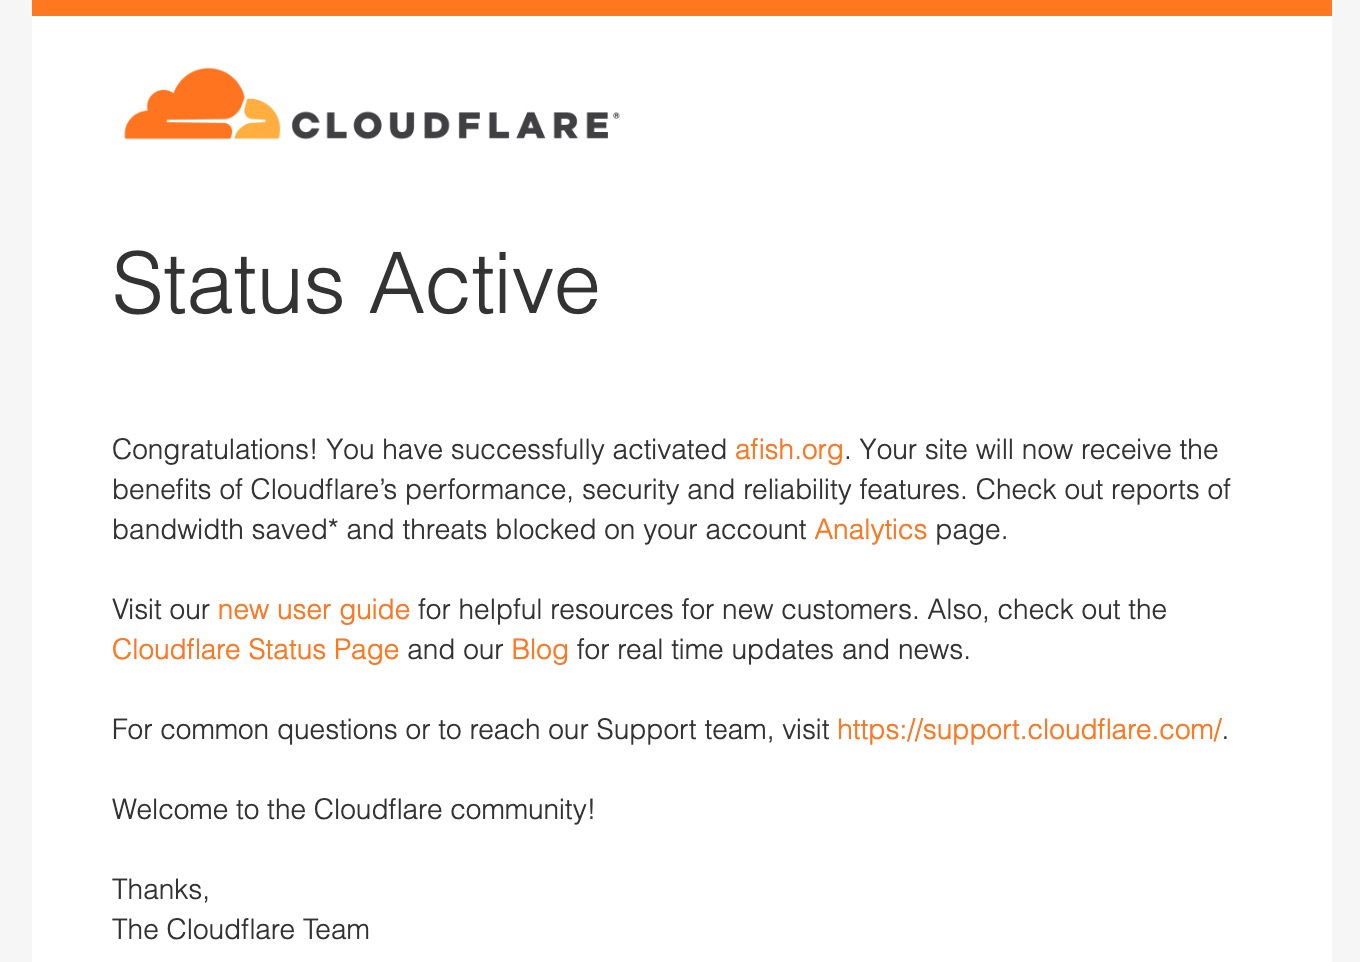 CLOUDFLARE®
Status Active
Congratulations! You have successfully activated afish.org. Your site will now receive the
benefits of Cloudflare’s performance, security and reliability features. Check out reports of
bandwidth saved* and threats blocked on your account Analytics page.
Visit our new user guide for helpful resources for new customers. Also, check out the
Cloudflare Status Page and our Blog for real time updates and news.
For common questions or to reach our Support team, visit https://support.cloudflare.com/.
Welcome to the Cloudflare community!
Thanks,
The Cloudflare Team